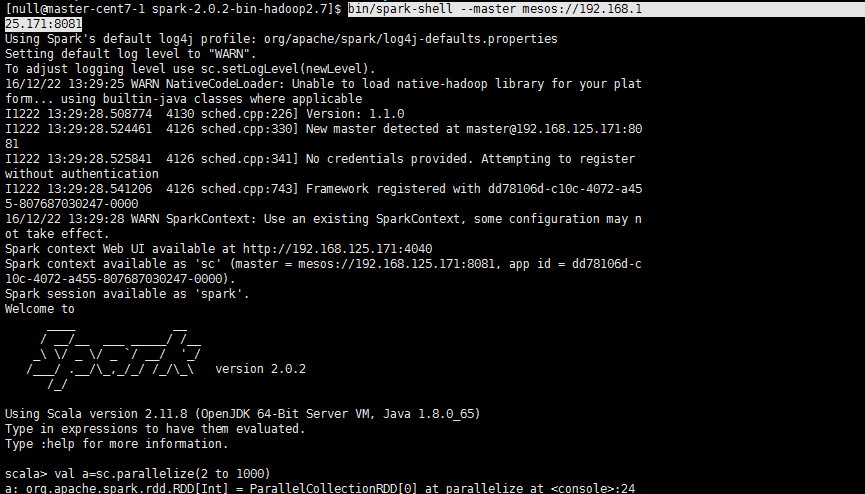 [null@master-cent7-1 spark-2.0.2-bin-hadoop2.7]$ bin/spark-shell --master mesos://192.168.1
25.171:8081
Using Spark's default log4j profile: org/apache/spark/log4j-defaults.properties
Setting default log level to "WARN".
To adjust logging level use sc.setLogLevel(newLevel).
16/12/22 13:29:25 WARN NativeCodeLoader: Unable to load native-hadoop library for your plat
form... using builtin-java classes where applicable
I1222 13:29:28.508774  4130 sched.cpp:226] Version: 1.1.0
I1222 13:29:28.524461  4126 sched.cpp:330] New master detected at master@192.168.125.171:80
81
I1222 13:29:28.525841  4126 sched.cpp:341] No credentials provided. Attempting to register
without authentication
I1222 13:29:28.541206  4126 sched.cpp:743] Framework registered with dd78106d-c10c-4072-a45
5-807687030247-0000
16/12/22 13:29:28 WARN SparkContext: Use an existing SparkContext, some configuration may n
ot take effect.
Spark context Web UI available at http://192.168.125.171:4040
Spark context available as 'sc' (master = mesos://192.168.125.171:8081, app id = dd78106d-c
10c-4072-a455-807687030247-0000).
Spark session available as 'spark'.
Welcome to
      ____              __
     / __/__  ___ _____/ /__
    _\ \/ _ \/ _ `/ __/  '_/
   /___/ .__/\_,_/_/ /_/\_\   version 2.0.2
      /_/
Using Scala version 2.11.8 (OpenJDK 64-Bit Server VM, Java 1.8.0_65)
Type in expressions to have them evaluated.
Type :help for more information.
scala> val a=sc.parallelize(2 to 1000)
a: org.apache.spark.rdd.RDD[Int] = ParallelCollectionRDD[0] at parallelize at <console>:24